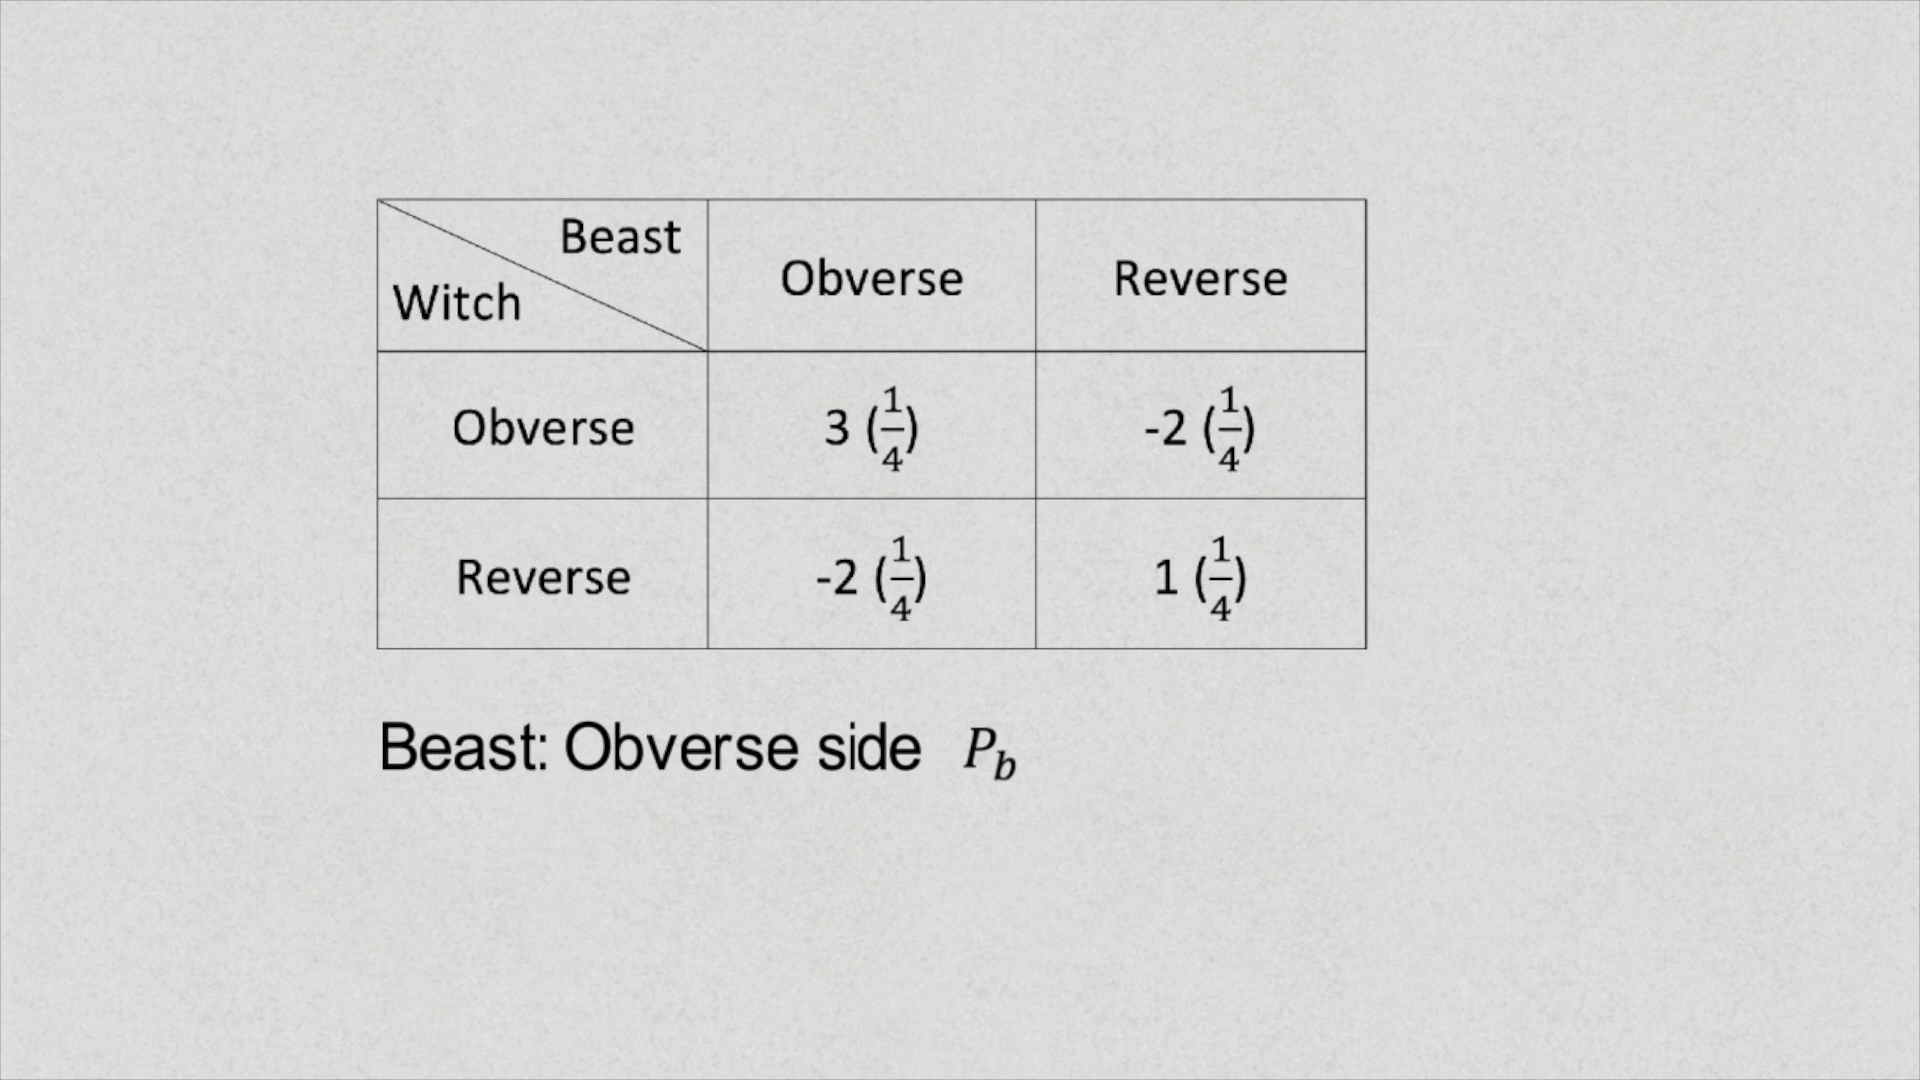 Beast
Witch
Obverse
Reverse
Obverse
3 (1/4)
-2 (1/4)
Reverse
-2 (1/4)
1 (1/4)
Beast: Obverse side P_b